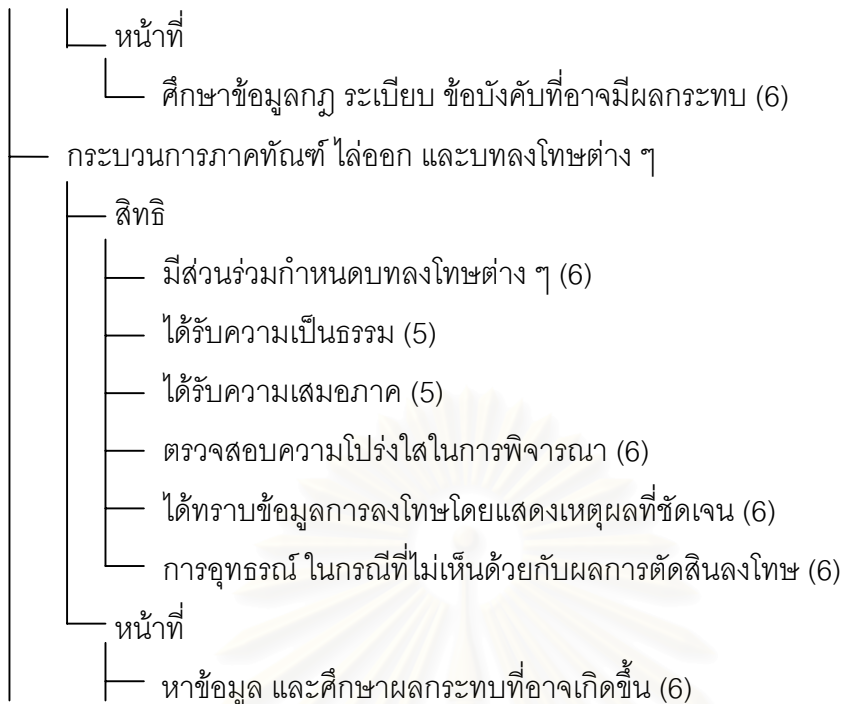 หน้าที่
ศึกษาข้อมูลกฎ ระเบียบ ข้อบังคับที่อาจมีผลกระทบ (6)
กระบวนการภาคทัณฑ์ ไล่ออก และบทลงโทษต่าง ๆ
สิทธิ
มีส่วนร่วมกำหนดบทลงโทษต่าง ๆ (6)
ได้รับความเป็นธรรม (5)
ได้รับความเสมอภาค (5)
ตรวจสอบความโปร่งใสในการพิจารณา (6)
ได้ทราบข้อมูลการลงโทษโดยแสดงเหตุผลที่ชัดเจน (6)
การอุทธรณ์ ในกรณีที่ไม่เห็นด้วยกับผลการตัดสินลงโทษ (6)
หน้าที่
หาข้อมูล และศึกษาผลกระทบที่อาจเกิดขึ้น (6)